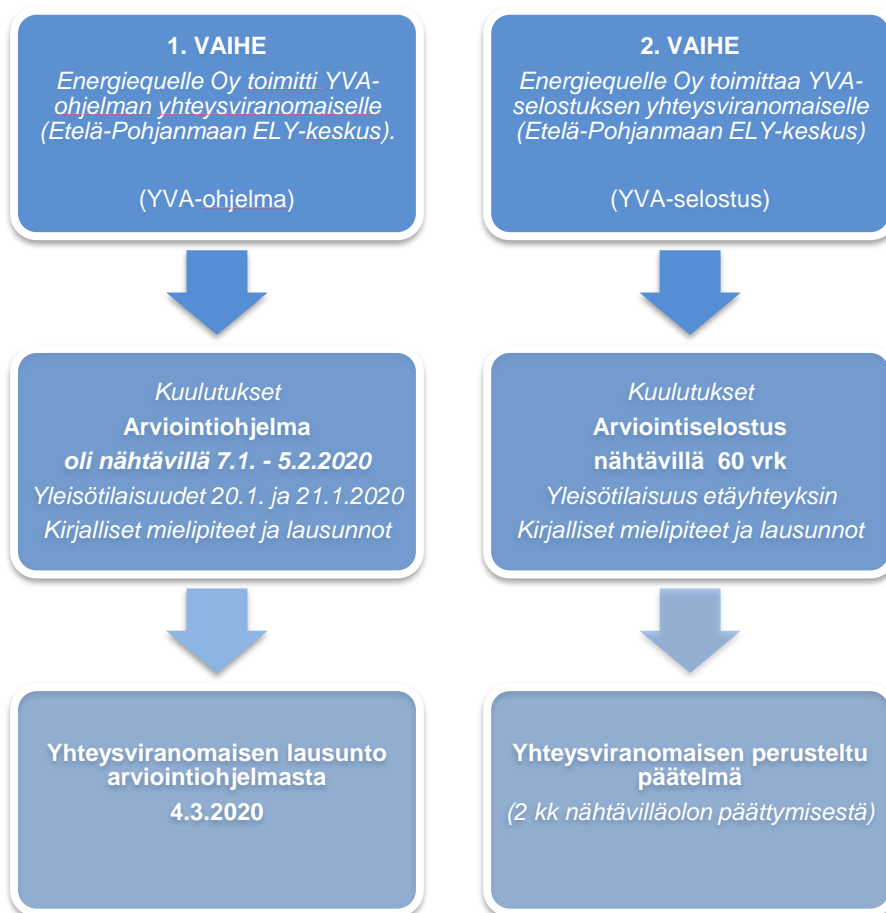 1. VAIHE
Energiequelle Oy toimitti YVA-
ohjelman yhteysviranomaiselle
(Etelä-Pohjanmaan ELY-keskus).
(YVA-ohjelma)
Kuulutukset
Arviointiohjelma
oli nähtävillä 7.1. - 5.2.2020
Yleisötilaisuudet 20.1. ja 21.1.2020
Kirjalliset mielipiteet ja lausunnot
Yhteysviranomaisen lausunto
arviointiohjelmasta
4.3.2020
2. VAIHE
Energiequelle Oy toimittaa YVA-
selostuksen yhteysviranomaiselle
(Etelä-Pohjanmaan ELY-keskus)
(YVA-selostus)
Kuulutukset
Arviointiselostus
nähtävillä 60 vrk
Yleisötilaisuus etäyhteyksin
Kirjalliset mielipiteet ja lausunnot
Yhteysviranomaisen perusteltu
päätelmä
(2 kk nähtävilläolon päättymisestä)